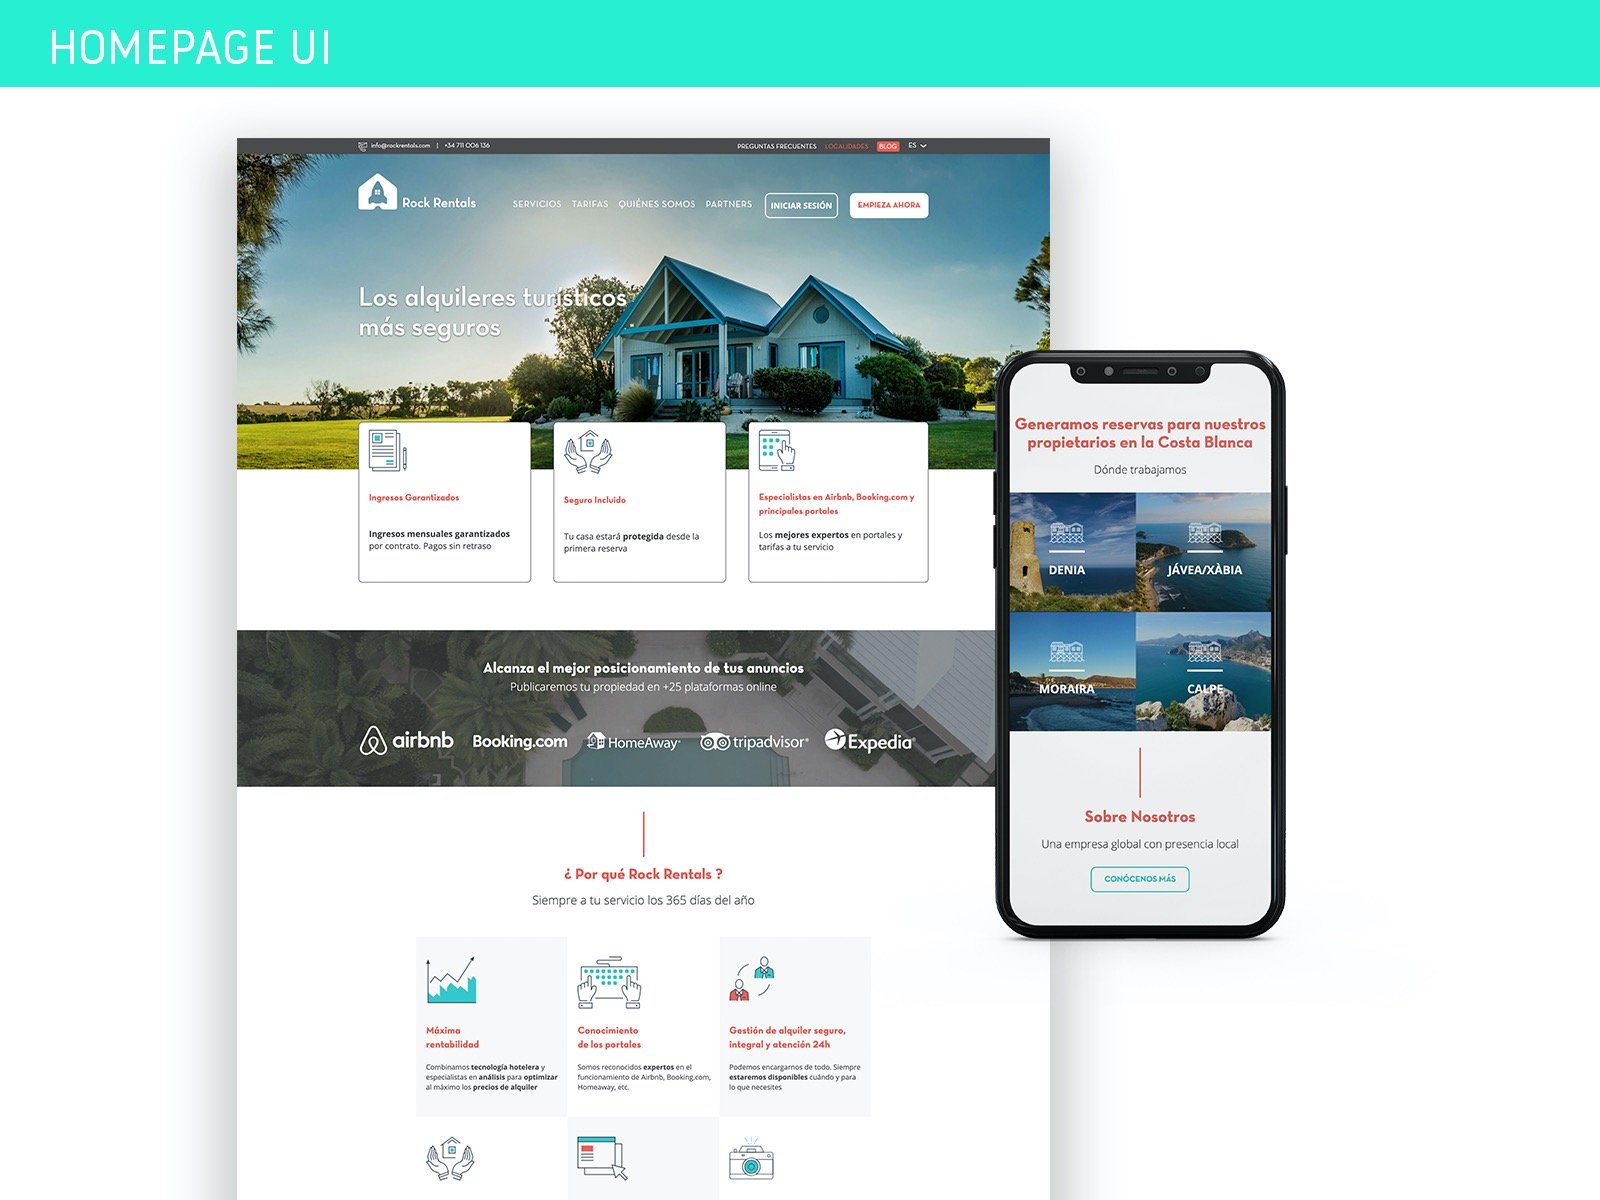 HOMEPAGE UI
info@rockrentals.com | +34 711 006 136
PREGUNTAS FRECUENTES LOCALIDADES BLOG ES
Rock Rentals
SERVICIOS TARIFAS QUIÉNES SOMOS PARTNERS INICIAR SESIÓN EMPIEZA AHORA
Los alquileres turísticos
más seguros
Ingresos Garantizados
Ingresos mensuales garantizados
por contrato. Pagos sin retraso
Seguro Incluido
Tu casa estará protegida desde la
primera reserva
Especialistas en Airbnb, Booking.com y
principales portales
Los mejores expertos en portales y
tarifas a tu servicio
Alcanza el mejor posicionamiento de tus anuncios
Publicaremos tu propiedad en +25 plataformas online
airbnb Booking.com HomeAway tripadvisor® Expedia®
¿ Por qué Rock Rentals ?
Siempre a tu servicio los 365 días del año
Máxima
rentabilidad
Combinamos tecnología hotelera y
especialistas en análisis para optimizar
al máximo los precios de alquiler
Conocimiento
de los portales
Somos reconocidos expertos en el
funcionamiento de Airbnb, Booking.com,
Homeaway, etc.
Gestión de alquiler seguro,
integral y atención 24h
Podemos encargarnos de todo. Siempre
estaremos disponibles cuándo y para
lo que necesites
Generamos reservas para nuestros
propietarios en la Costa Blanca
Dónde trabajamos
DENIA
JÁVEA/XÀBIA
MORAIRA
CALPE
Sobre Nosotros
Una empresa global con presencia local
CONÓCENOS MÁS